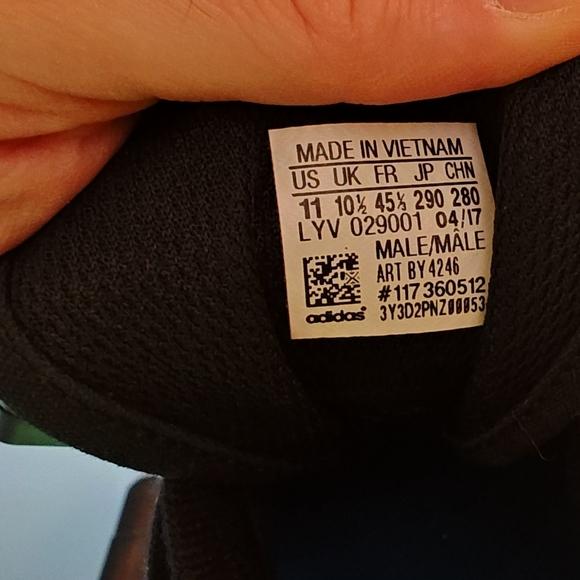 MADE IN VIETNAM
US UK FR JP CHN
11 10½ 45⅓ 290 280
LYV 029001 04/17
MALE/MÂLE
ART BY4246
#117360512
3Y3D2PNZ00053
adidas